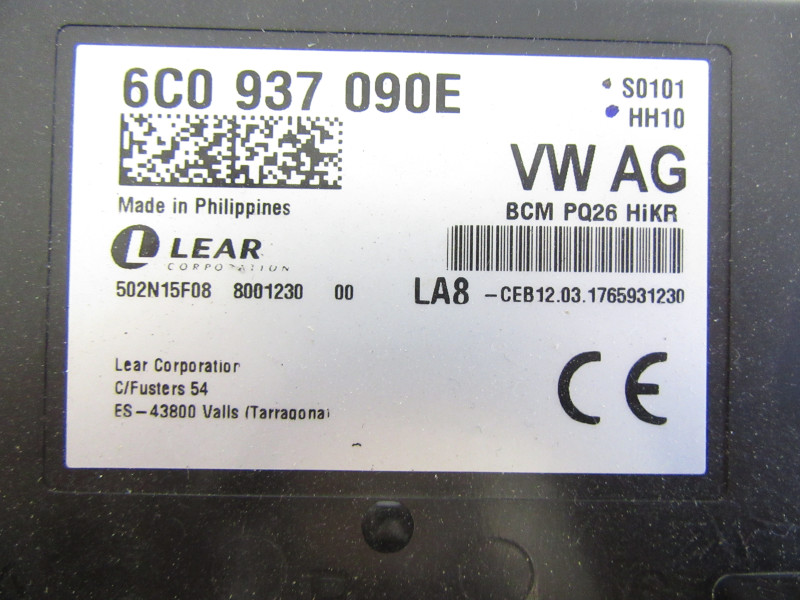 6C0 937 090E
S0101
HH10
VW AG
Made in Philippines
BCM PQ26 HiKR
LEAR
CORPORATION
502N15F08 8001230 00
LA8 -CEB12.03.1765931230
Lear Corporation
C/Fusters 54
ES-43800 Valls (Tarragona)
CE